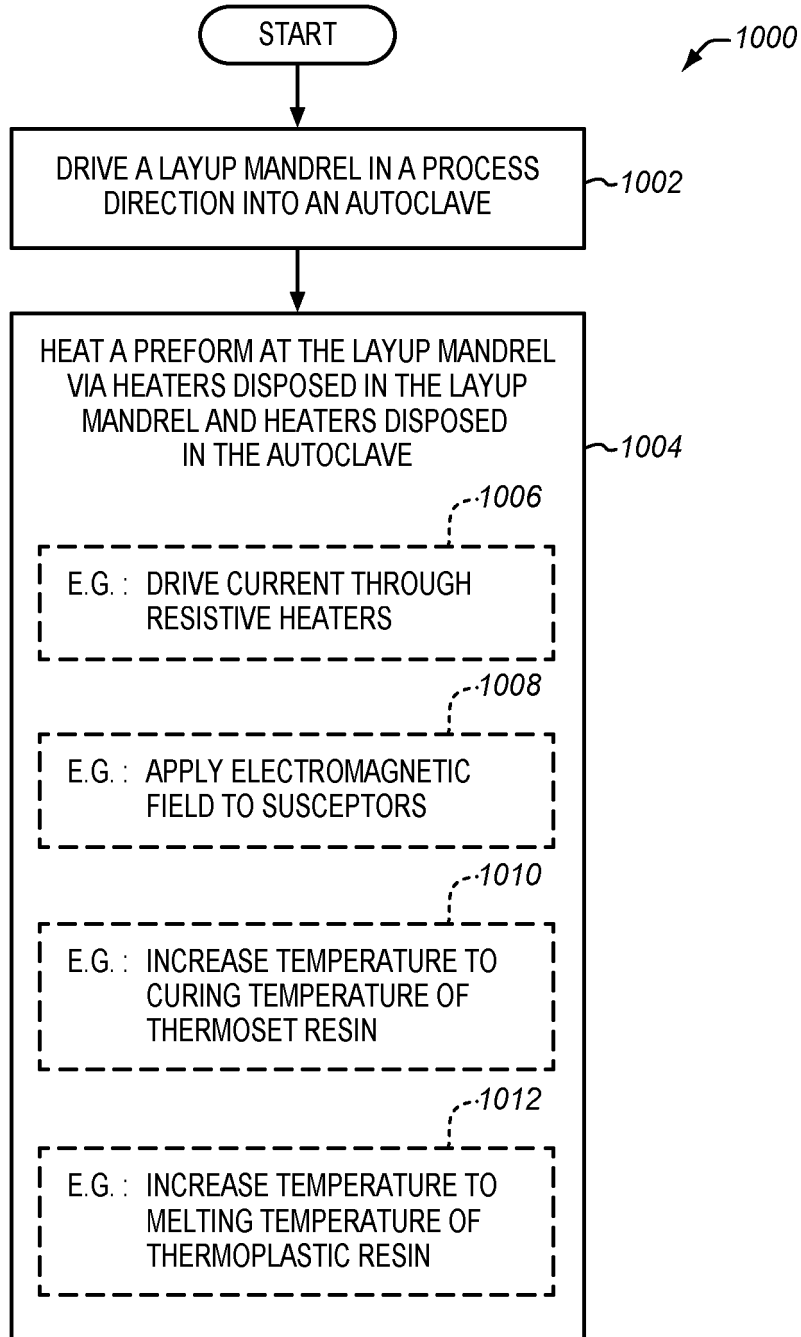 START
1000
DRIVE A LAYUP MANDREL IN A PROCESS
DIRECTION INTO AN AUTOCLAVE
1002
HEAT A PREFORM AT THE LAYUP MANDREL
VIA HEATERS DISPOSED IN THE LAYUP
MANDREL AND HEATERS DISPOSED
IN THE AUTOCLAVE
1004
1006
E.G. : DRIVE CURRENT THROUGH
RESISTIVE HEATERS
1008
E.G. : APPLY ELECTROMAGNETIC
FIELD TO SUSCEPTORS
1010
E.G. : INCREASE TEMPERATURE TO
CURING TEMPERATURE OF
THERMOSET RESIN
1012
E.G. : INCREASE TEMPERATURE TO
MELTING TEMPERATURE OF
THERMOPLASTIC RESIN